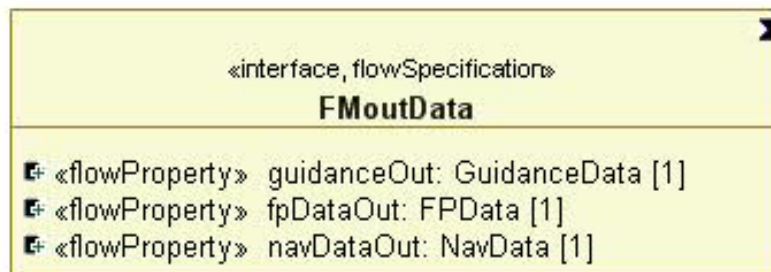 «interface, flowSpecification»
FMoutData
«flowProperty» guidanceOut: GuidanceData [1]
«flowProperty» fpDataOut: FPData [1]
«flowProperty» navDataOut: NavData [1]